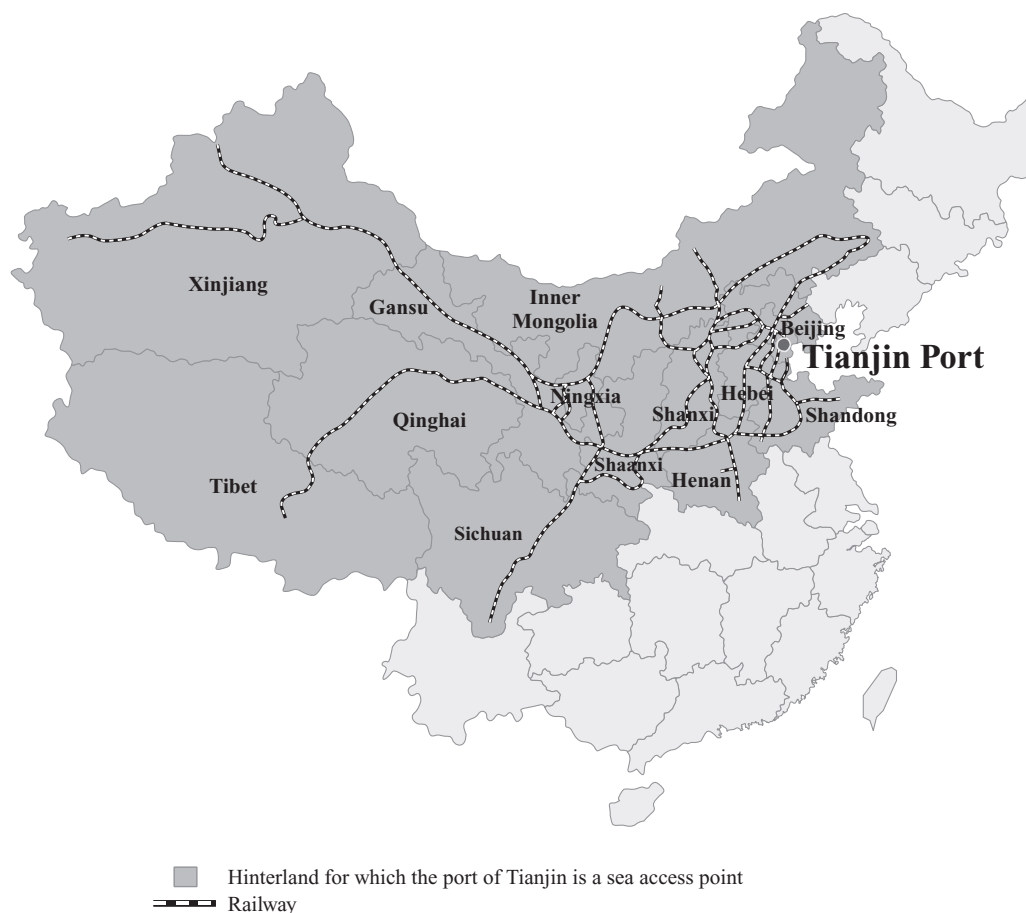 Xinjiang
Gansu
Inner
Mongolia
Beijing
Tianjin Port
Ningxia
Hebei
Qinghai
Shanxi
Shandong
Shaanxi
Henan
Tibet
Sichuan
Hinterland for which the port of Tianjin is a sea access point
Railway